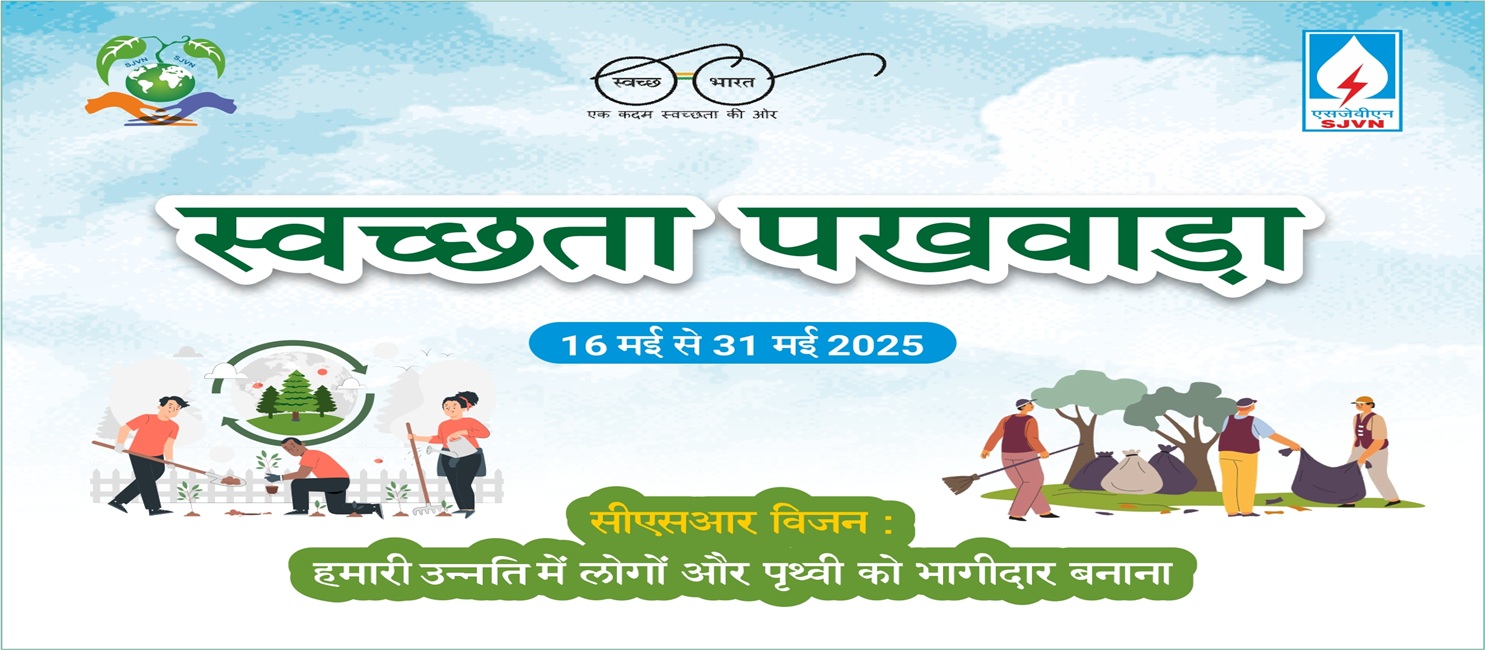 SJVN SJVN
स्वच्छ भारत
एक कदम स्वच्छता की ओर
एसजेवीएन
SJVN
स्वच्छता पखवाड़ा
16 मई से 31 मई 2025
सीएसआर विजन :
हमारी उन्नति में लोगों और पृथ्वी को भागीदार बनाना